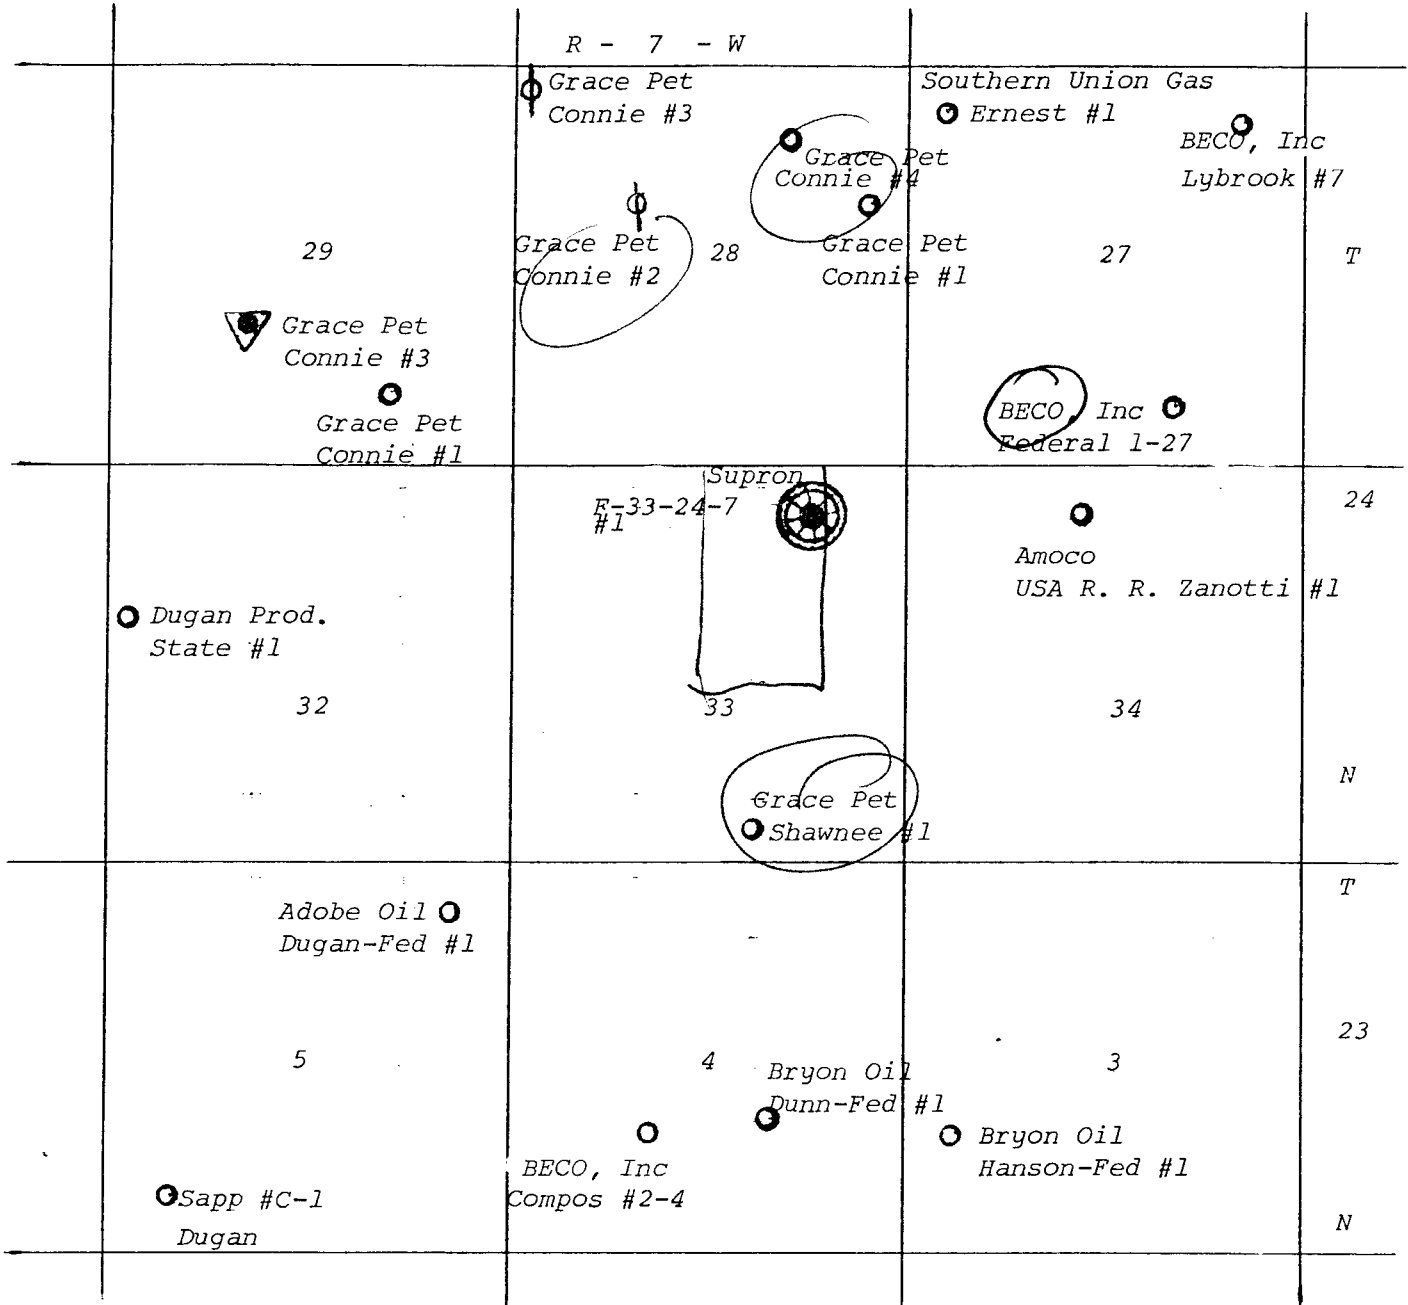 R - 7 - W
Grace Pet
Connie #3
Southern Union Gas
Ernest #1
BECO, Inc
Lybrook #7
Grace Pet
Connie #4
Grace Pet
Connie #2
Grace Pet
Connie #1
29
28
27
T
Grace Pet
Connie #3
Grace Pet
Connie #1
BECO, Inc
Federal 1-27
Supron
F-33-24-7
#1
24
Amoco
USA R. R. Zanotti #1
Dugan Prod.
State #1
32
33
34
N
Grace Pet
Shawnee #1
T
Adobe Oil
Dugan-Fed #1
23
5
4
3
Bryon Oil
Dunn-Fed #1
Bryon Oil
Hanson-Fed #1
BECO, Inc
Compos #2-4
Sapp #C-1
Dugan
N